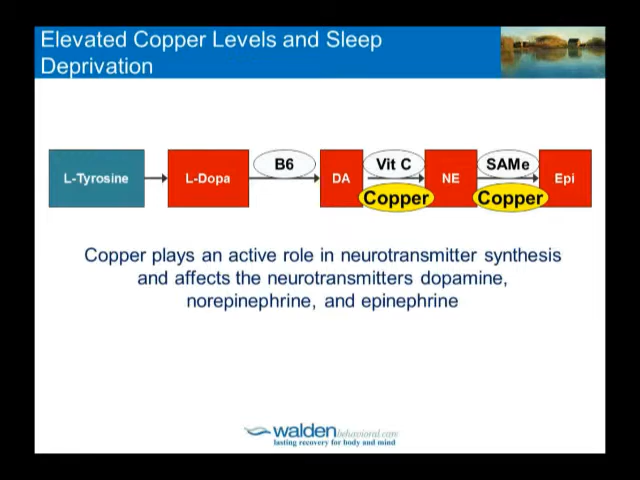 Elevated Copper Levels and Sleep
Deprivation
L-Tyrosine
L-Dopa
B6
DA
Vit C
Copper
NE
SAMe
Copper
Epi
Copper plays an active role in neurotransmitter synthesis
and affects the neurotransmitters dopamine,
norepinephrine, and epinephrine
walden behavioral care
lasting recovery for body and mind